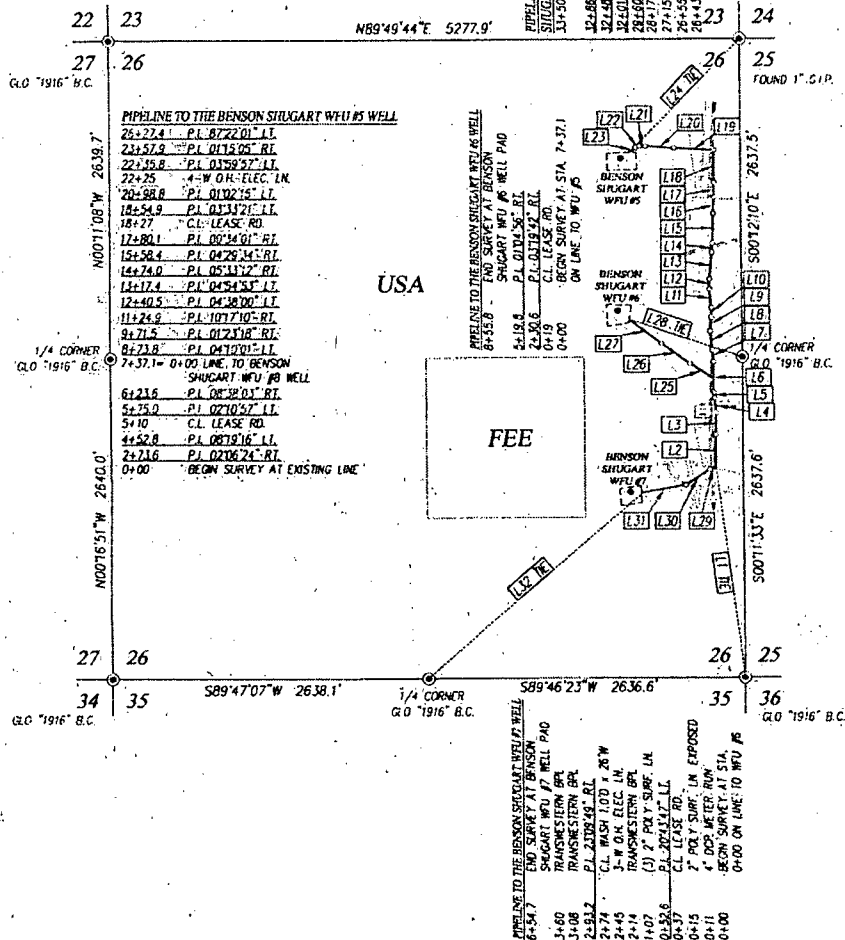 22 23
N89°49'44"E 5277.9'
23 24
27 26
26 25
GLO "1916" B.C.
FOUND 1" G.I.P.
PIPELINE TO THE BENSON SHUGART WFU #5 WELL
26+27.4 P.I. 87°22'01" LT.
23+57.9 P.I. 01°15'05" RT.
22+35.8 P.I. 03°59'57" LT.
22+25 4-W O.H. ELEC. LN.
20+98.8 P.I. 01°02'15" LT.
18+54.9 P.I. 03°33'21" LT.
18+27 C.L. LEASE RD.
17+80.1 P.I. 00°34'01" RT.
15+58.4 P.I. 04°29'34" RT.
14+74.0 P.I. 05°33'12" RT.
13+17.4 P.I. 04°54'53" LT.
12+40.5 P.I. 04°38'00" LT.
11+24.9 P.I. 10°17'10" RT.
9+71.5 P.I. 01°23'18" RT.
8+73.8 P.I. 04°10'01" LT.
7+37.1= 0+00 LINE, TO BENSON
SHUGART WFU #8 WELL
6+23.6 P.I. 08°38'03" RT.
5+75.0 P.I. 02°10'57" LT.
5+10 C.L. LEASE RD.
4+52.8 P.I. 08°19'16" LT.
2+73.6 P.I. 02°06'24" RT.
0+00 BEGIN SURVEY AT EXISTING LINE
PIPELINE TO THE BENSON SHUGART WFU #6 WELL
8+55.8 END SURVEY AT BENSON
SHUGART WFU #6 WELL PAD
5+19.8 P.I. 01°04'56" RT.
2+30.6 P.I. 03°19'42" RT.
0+19 C.L. LEASE RD.
0+00 BEGIN SURVEY AT STA. 7+37.1
ON LINE TO WFU #5
33+50
N00°11'08"W 2639.7'
N00°16'51"W 2640.0'
1/4 CORNER
GLO "1916" B.C.
USA
FEE
L24 TIE
L22 L21
L23 L20 L19
BENSON
SHUGART
WFU #5
L18
L17
L16
L15
L14
L13
L12
L11
BENSON
SHUGART
WFU #6
L10
L9
L8
L7
L28 TIE
L27
L26
L25
L6
L5
L4
L3
L2
1/4 CORNER
GLO "1916" B.C.
BENSON
SHUGART
WFU #7
L31 L30 L29
L32 TIE
L1 TIE
S00°12'10"E 2637.5'
S00°11'33"E 2637.6'
27 26
34 35
GLO "1916" B.C.
S89°47'07"W 2638.1'
1/4 CORNER
GLO "1916" B.C.
S89°46'23"W 2636.6'
26 25
35 36
GLO "1916" B.C.
PIPELINE TO THE BENSON SHUGART WFU #7 WELL
6+54.7 END SURVEY AT BENSON
SHUGART WFU #7 WELL PAD
3+60 TRANSWESTERN BPL
3+08 TRANSWESTERN BPL
2+93.2 P.I. 23°09'49" RT.
2+74 C.L. WASH 1.0'D x 26'W
2+45 3-W O.H. ELEC. LN.
2+14 TRANSWESTERN BPL
1+07 (3) 2" POLY SURF. LN.
0+52.6 P.I. 20°43'47" LT.
0+37 C.L. LEASE RD.
0+15 2" POLY SURF. LN EXPOSED
0+11 4" DCP METER RUN
0+00 BEGIN SURVEY AT STA.
0+00 ON LINE TO WFU #5